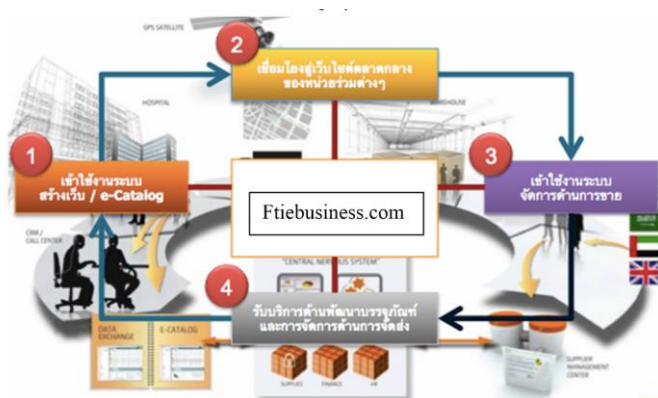 GPS SATELLITE
2
เชื่อมโยงสู่เว็บไซต์ตลาดกลาง
ของหน่วยร่วมต่างๆ
HOSPITAL
WAREHOUSE
1
เข้าใช้งานระบบ
สร้างเว็บ / e-Catalog
3
เข้าใช้งานระบบ
จัดการด้านการขาย
Ftiebusiness.com
CRM /
CALL CENTER
"CENTRAL NERVOUS SYSTEM"
4
รับบริการด้านพัฒนาบรรจุภัณฑ์
และการจัดการด้านการจัดส่ง
DATA
EXCHANGE
E-CATALOG
SUPPLIES
FINANCE
HR
SUPPLIER
MANAGEMENT
CENTER